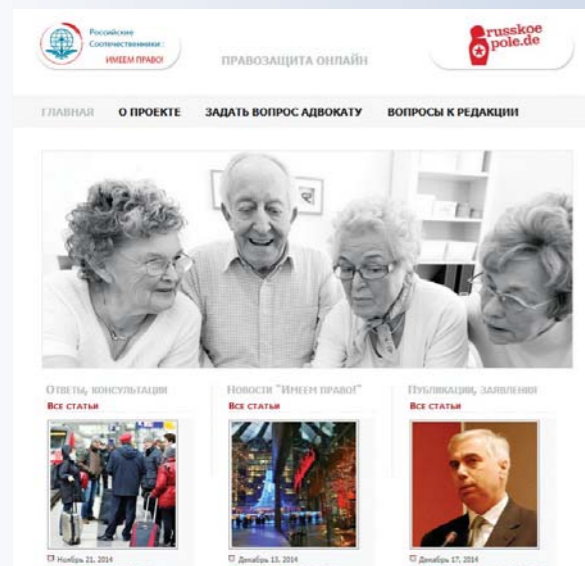 Российские
Соотечественники :
ИМЕЕМ ПРАВО!
ПРАВОЗАЩИТА ОНЛАЙН
russkoe
pole.de
ГЛАВНАЯ О ПРОЕКТЕ ЗАДАТЬ ВОПРОС АДВОКАТУ ВОПРОСЫ К РЕДАКЦИИ
Ответы, консультации
Все статьи
Новости "Имеем право!"
Все статьи
Публикации, заявления
Все статьи
Ноябрь 21, 2014
Декабрь 13, 2014
Декабрь 17, 2014